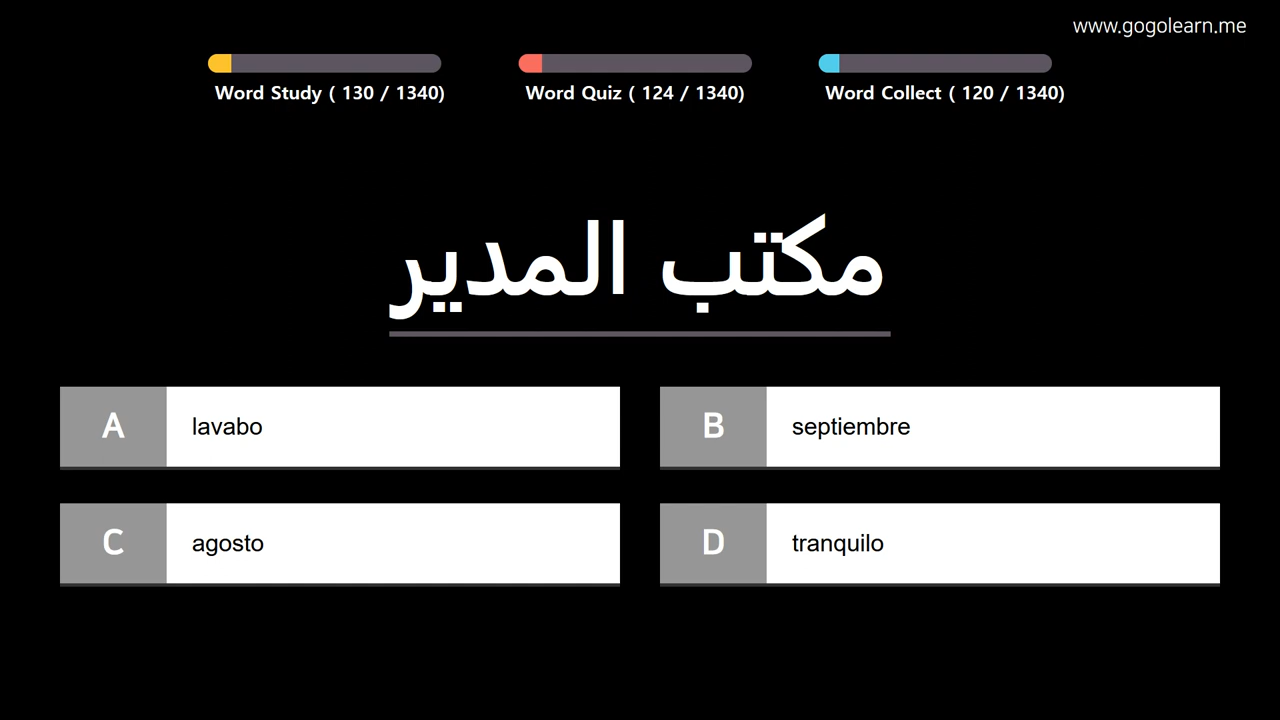 www.gogolearn.me
Word Study ( 130 / 1340)
Word Quiz ( 124 / 1340)
Word Collect ( 120 / 1340)
مكتب المدير
A
lavabo
B
septiembre
C
agosto
D
tranquilo